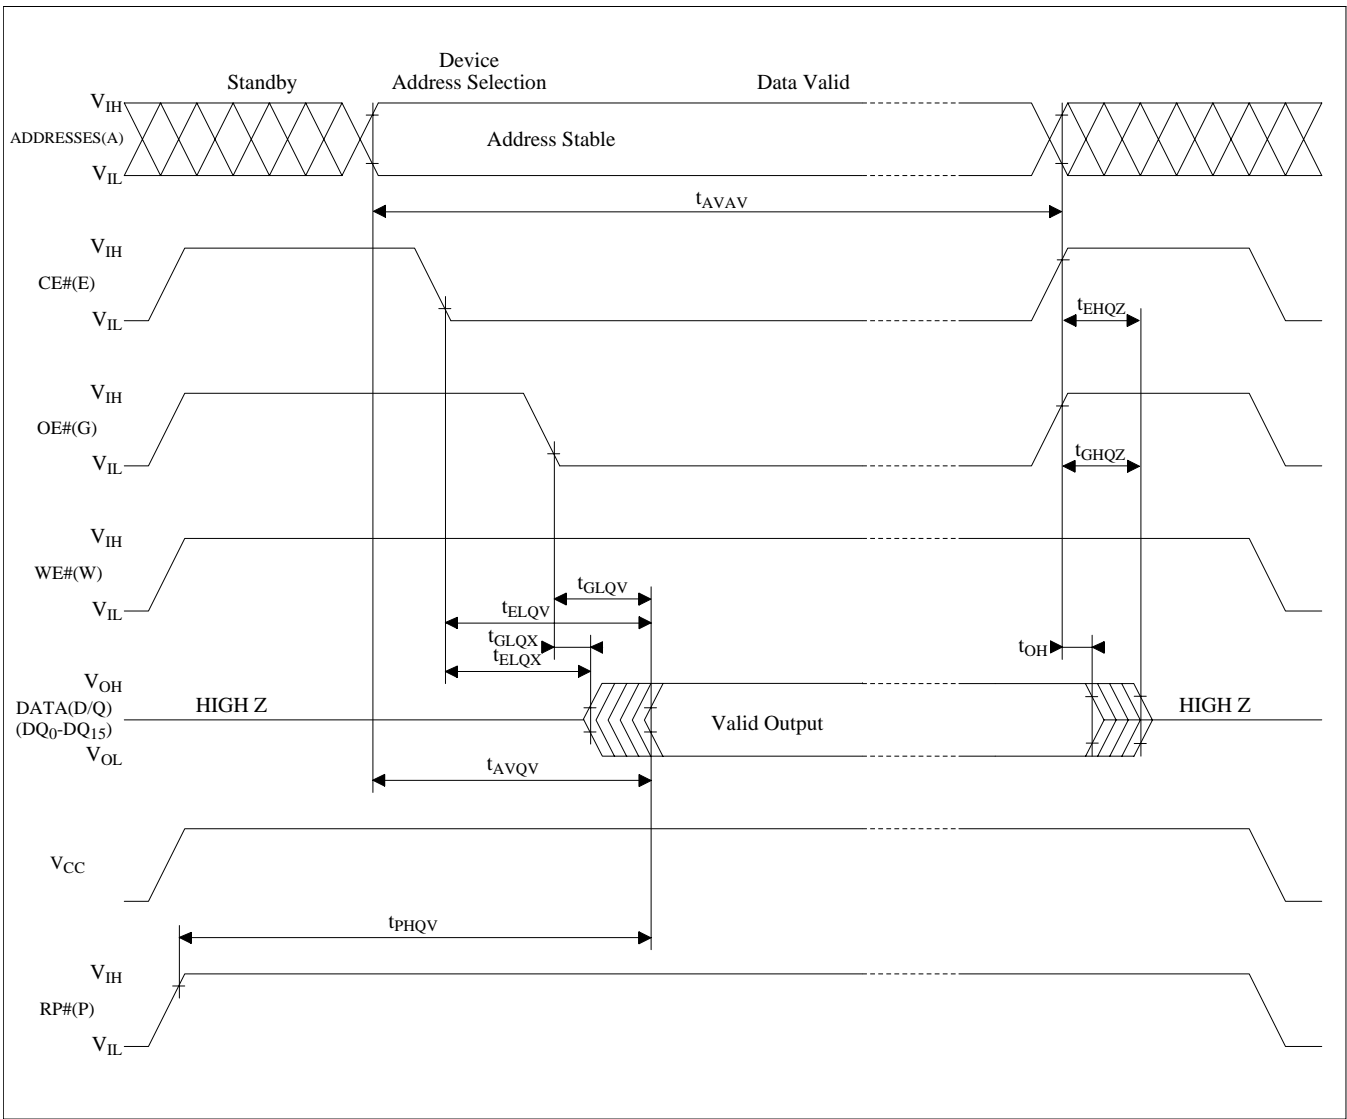 Device
Standby Address Selection Data Valid
VIH
ADDRESSES(A) Address Stable
VIL
tAVAV
VIH
CE#(E)
tEHQZ
VIL
VIH
OE#(G)
tGHQZ
VIL
VIH
WE#(W)
tGLQV
VIL
tELQV
tGLQX
tOH
tELQX
VOH
DATA(D/Q) HIGH Z Valid Output HIGH Z
(DQ0-DQ15)
VOL
tAVQV
VCC
tPHQV
VIH
RP#(P)
VIL